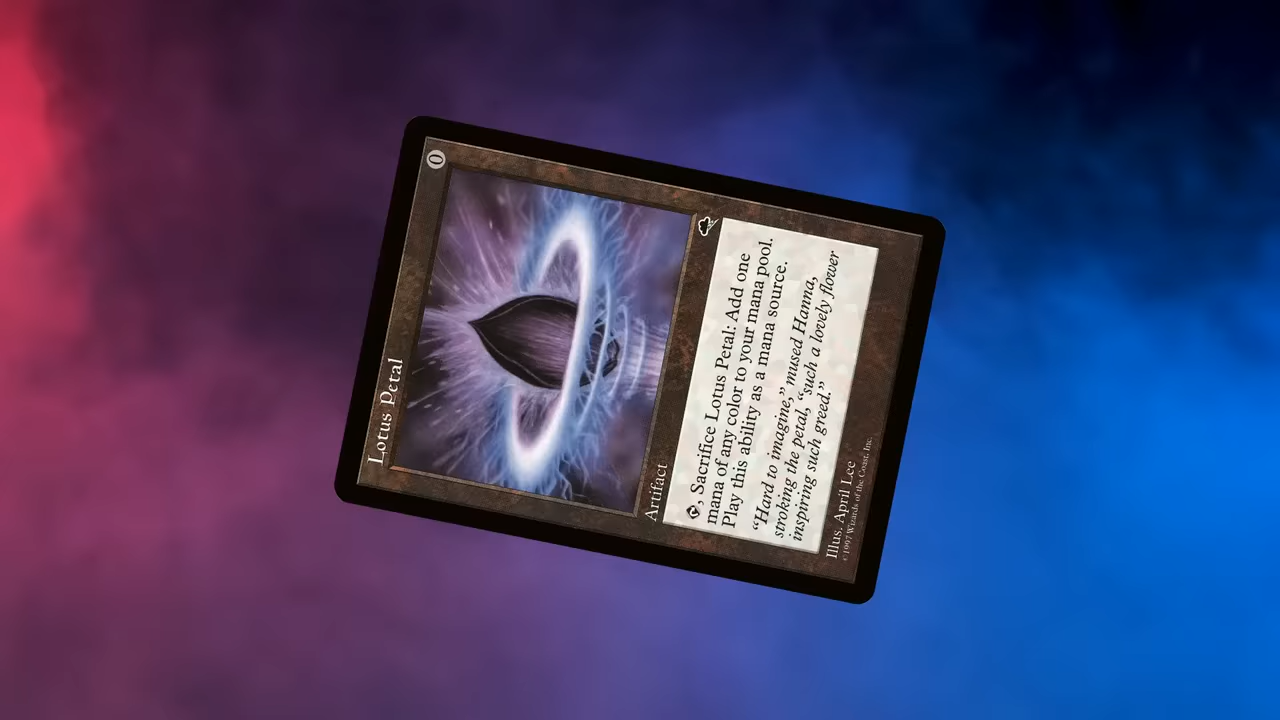 Lotus Petal 0
Artifact
, Sacrifice Lotus Petal: Add one
mana of any color to your mana pool.
Play this ability as a mana source.
“Hard to imagine,” mused Hanna,
stroking the petal, “such a lovely flower
inspiring such greed.”
Illus. April Lee
©1997 Wizards of the Coast, Inc.